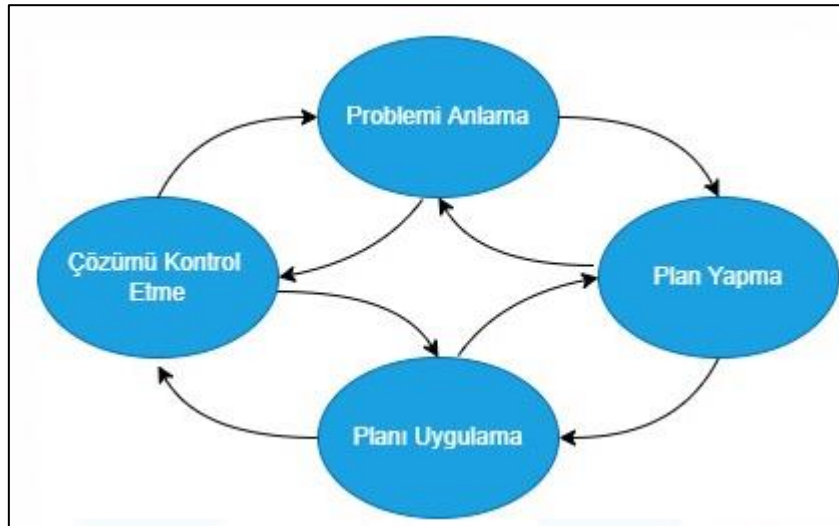 Problemi Anlama
Çözümü Kontrol
Etme
Plan Yapma
Planı Uygulama